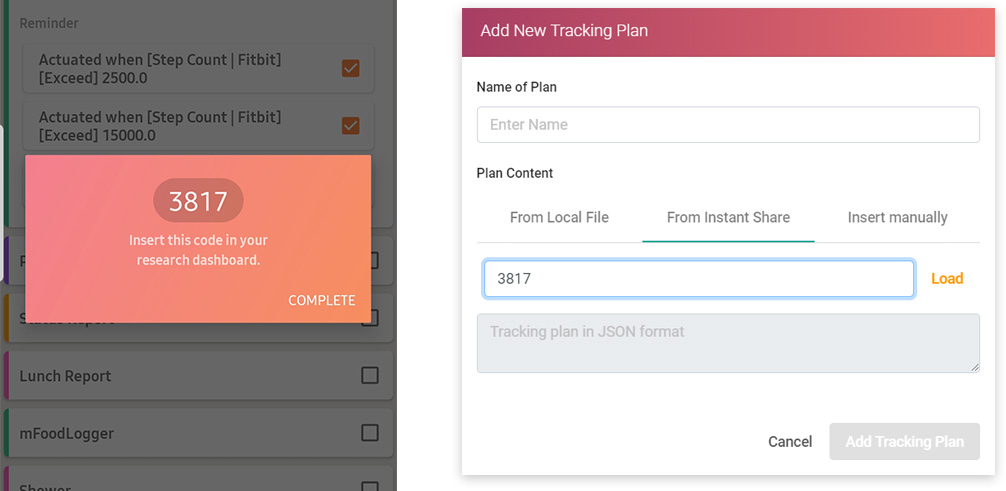 Reminder
Actuated when [Step Count | Fitbit]
[Exceed] 2500.0
Actuated when [Step Count | Fitbit]
[Exceed] 15000.0
3817
Insert this code in your
research dashboard.
COMPLETE
Status Report
Lunch Report
mFoodLogger
Shower
Add New Tracking Plan
Name of Plan
Enter Name
Plan Content
From Local File
From Instant Share
Insert manually
3817
Load
Tracking plan in JSON format
Cancel
Add Tracking Plan